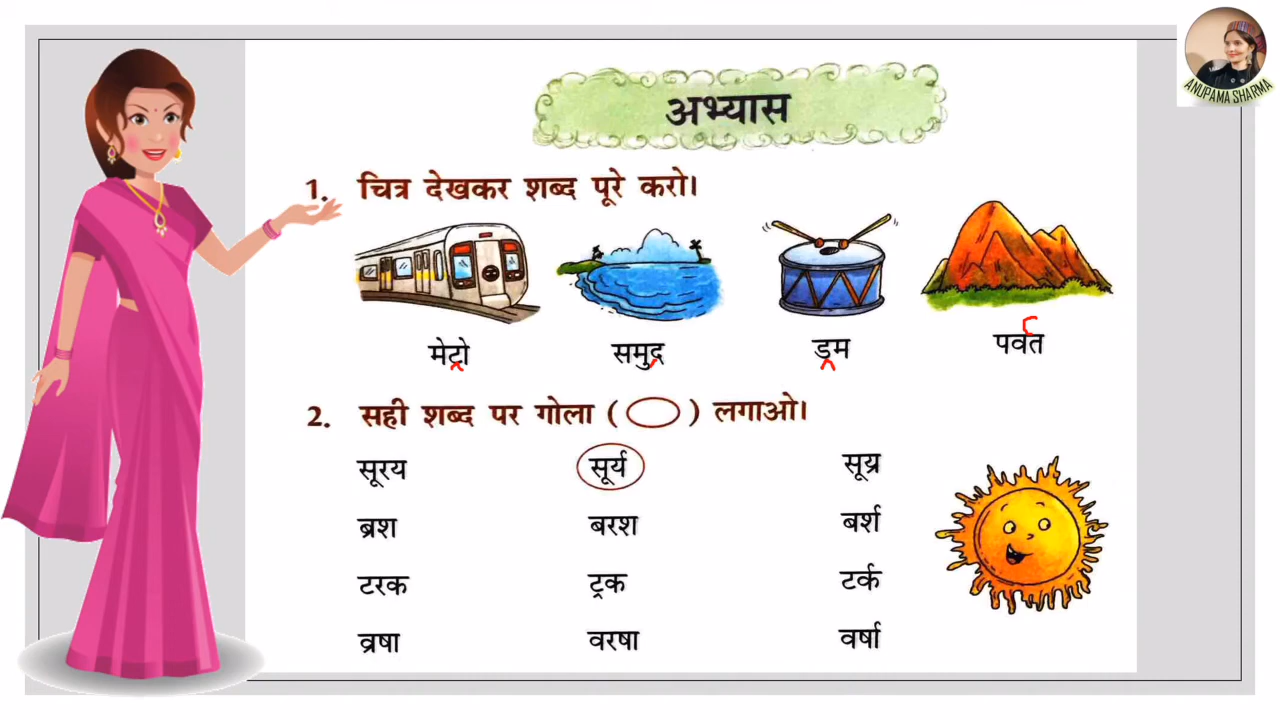 ANUPAMA SHARMA
अभ्यास
1. चित्र देखकर शब्द पूरे करो।
मेट्रो समुद्र ड्रम पर्वत
2. सही शब्द पर गोला ( ) लगाओ।
सूरय सूर्य सूय्र
ब्रश बरश बर्श
टरक ट्रक टर्क
व्रषा वरषा वर्षा